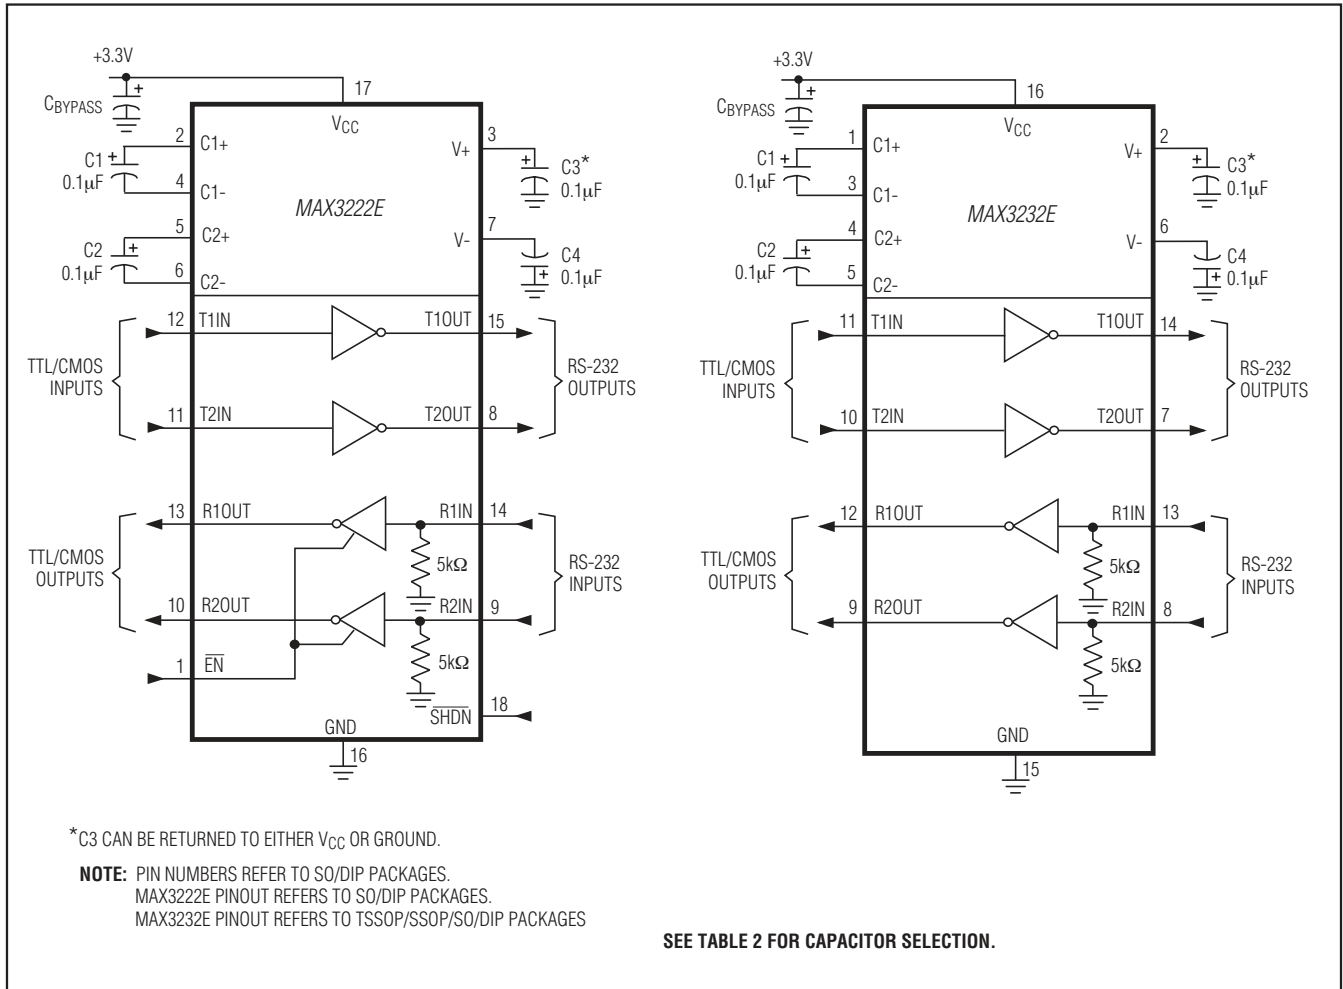 +3.3V
CBYPASS
+
17
VCC
2
C1+
C1
+
0.1µF
4
C1-
5
C2+
C2
+
0.1µF
6
C2-
MAX3222E
3
V+
+
C3*
0.1µF
7
V-
C4
+
0.1µF
12
T1IN
T1OUT
15
TTL/CMOS
INPUTS
RS-232
OUTPUTS
11
T2IN
T2OUT
8
13
R1OUT
R1IN
14
5kΩ
TTL/CMOS
OUTPUTS
RS-232
INPUTS
10
R2OUT
R2IN
9
5kΩ
1
EN
SHDN
18
GND
16
+3.3V
CBYPASS
+
16
VCC
1
C1+
C1
+
0.1µF
3
C1-
4
C2+
C2
+
0.1µF
5
C2-
MAX3232E
2
V+
+
C3*
0.1µF
6
V-
C4
+
0.1µF
11
T1IN
T1OUT
14
TTL/CMOS
INPUTS
RS-232
OUTPUTS
10
T2IN
T2OUT
7
12
R1OUT
R1IN
13
5kΩ
TTL/CMOS
OUTPUTS
RS-232
INPUTS
9
R2OUT
R2IN
8
5kΩ
GND
15
*C3 CAN BE RETURNED TO EITHER VCC OR GROUND.
NOTE: PIN NUMBERS REFER TO SO/DIP PACKAGES.
MAX3222E PINOUT REFERS TO SO/DIP PACKAGES.
MAX3232E PINOUT REFERS TO TSSOP/SSOP/SO/DIP PACKAGES
SEE TABLE 2 FOR CAPACITOR SELECTION.